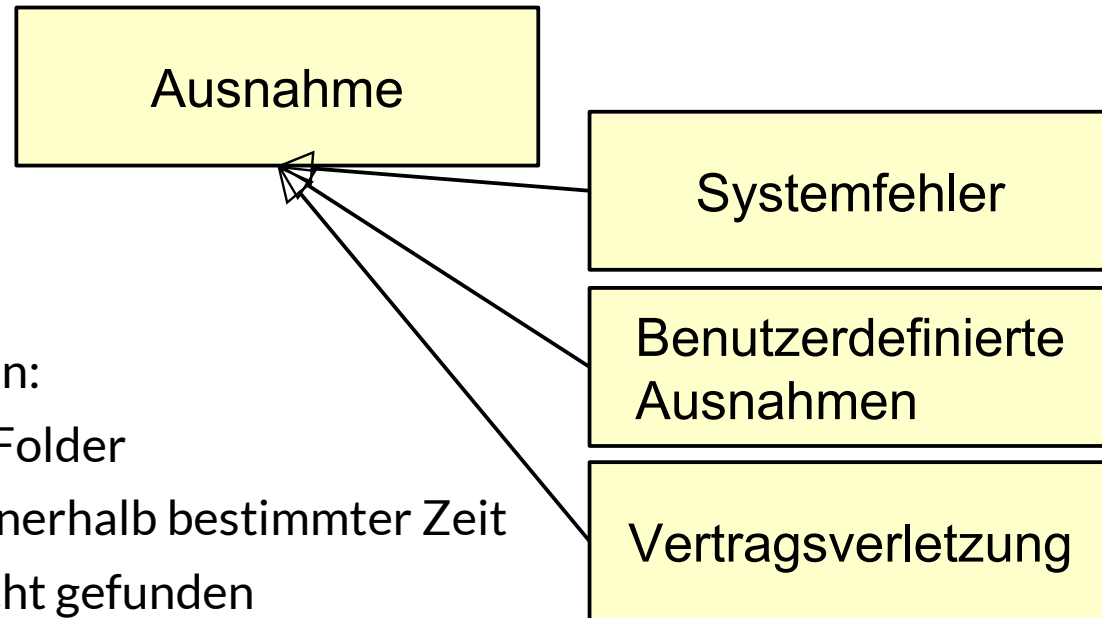 Ausnahme
Systemfehler
Benutzerdefinierte
Ausnahmen
Vertragsverletzung
n:
Folder
nerhalb bestimmter Zeit
ht gefunden